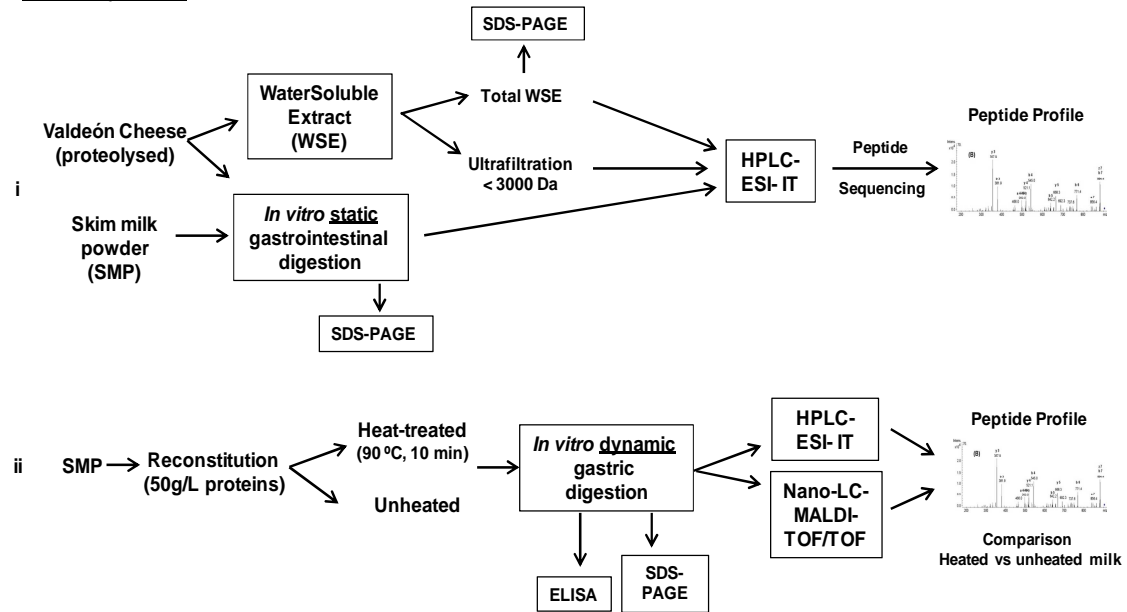 SDS-PAGE
WaterSoluble
Extract
(WSE)
Total WSE
Valdeón Cheese
(proteolysed)
Ultrafiltration
< 3000 Da
HPLC-
ESI- IT
Peptide
Sequencing
Peptide Profile
(B)
i
Skim milk
powder
(SMP)
In vitro static
gastrointestinal
digestion
SDS-PAGE
ii
SMP
Reconstitution
(50g/L proteins)
Heat-treated
(90 ºC, 10 min)
Unheated
In vitro dynamic
gastric
digestion
HPLC-
ESI- IT
Nano-LC-
MALDI-
TOF/TOF
Peptide Profile
(B)
Comparison
Heated vs unheated milk
ELISA
SDS-
PAGE